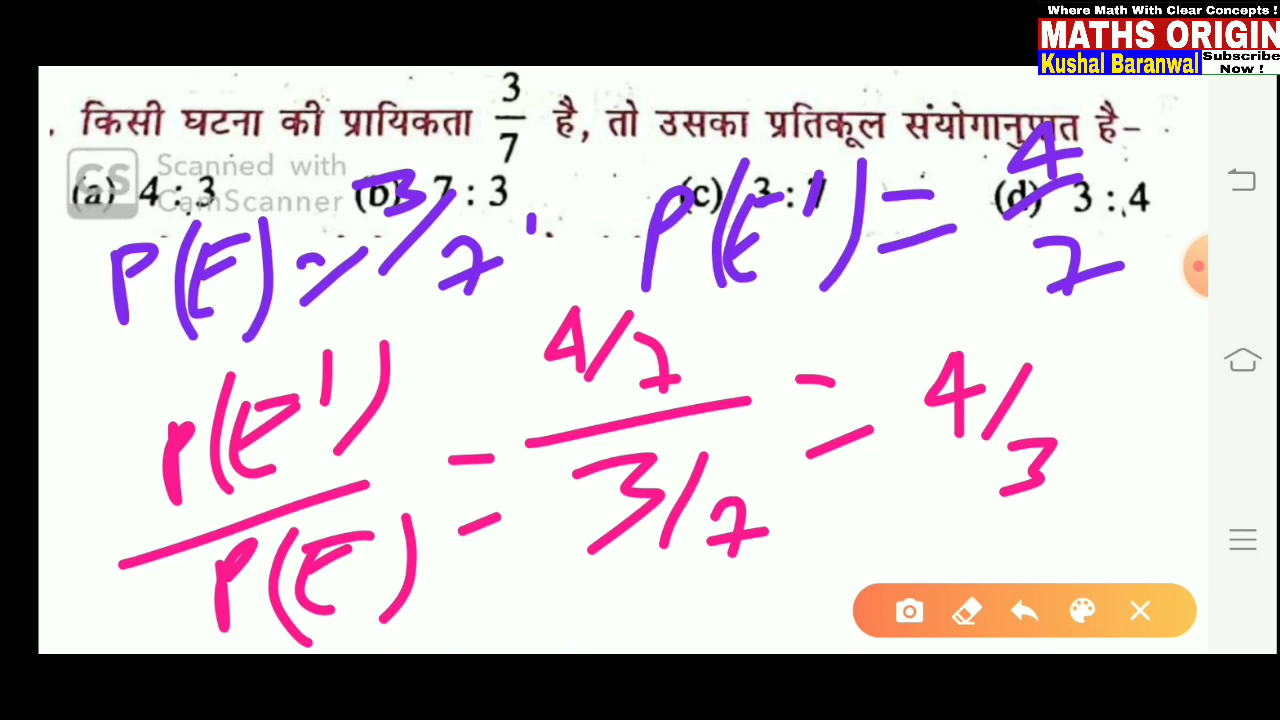 Where Math With Clear Concepts !
MATHS ORIGIN
Kushal Baranwal Subscribe Now !
. किसी घटना की प्रायिकता 3/7 है, तो उसका प्रतिकूल संयोगानुपात है–
CS Scanned with CamScanner
(a) 4 : 3 (b) 7 : 3 (c) 3 : 7 (d) 3 : 4
P(E) = 3/7 P(E') = 4/7
P(E')/P(E) = 4/7/3/7 = 4/3